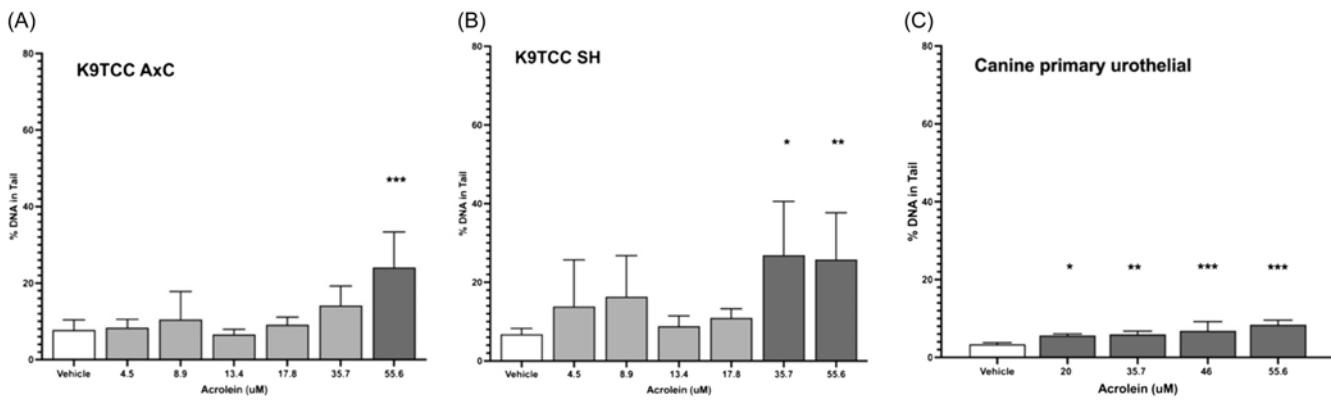 (A)
K9TCC AxC
% DNA in Tail
80
60
40
20
0
***
Vehicle 4.5 8.9 13.4 17.8 35.7 55.6
Acrolein (uM)
(B)
K9TCC SH
% DNA in Tail
80
60
40
20
0
* **
Vehicle 4.5 8.9 13.4 17.8 35.7 55.6
Acrolein (uM)
(C)
Canine primary urothelial
% DNA in Tail
80
60
40
20
0
* ** *** ***
Vehicle 20 35.7 46 55.6
Acrolein (uM)